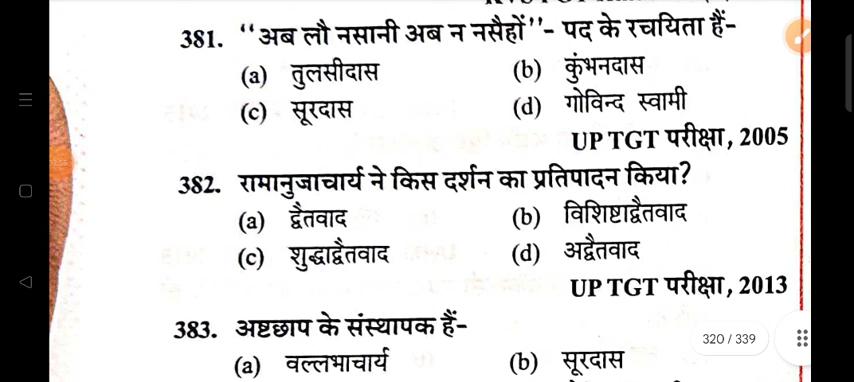 381. ‘‘अब लौ नसानी अब न नसैहों’’- पद के रचयिता हैं-
(a) तुलसीदास (b) कुंभनदास
(c) सूरदास (d) गोविन्द स्वामी
UP TGT परीक्षा, 2005
382. रामानुजाचार्य ने किस दर्शन का प्रतिपादन किया?
(a) द्वैतवाद (b) विशिष्टाद्वैतवाद
(c) शुद्धाद्वैतवाद (d) अद्वैतवाद
UP TGT परीक्षा, 2013
383. अष्टछाप के संस्थापक हैं-
320 / 339
(a) वल्लभाचार्य (b) सूरदास